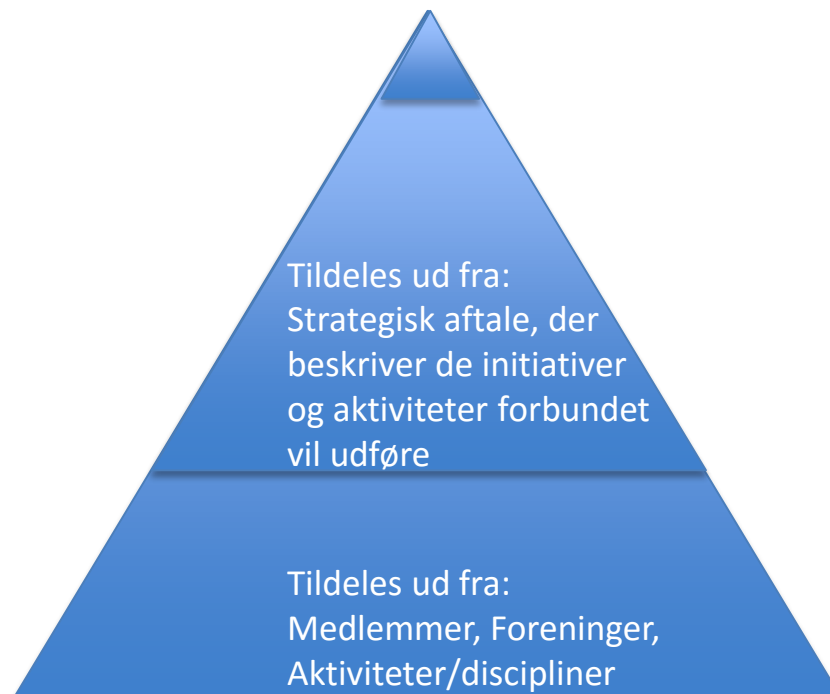 Tildeles ud fra:
Strategisk aftale, der
beskriver de initiativer
og aktiviteter forbundet
vil udføre
Tildeles ud fra:
Medlemmer, Foreninger,
Aktiviteter/discipliner